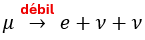 débil
μ → e + ν + ν